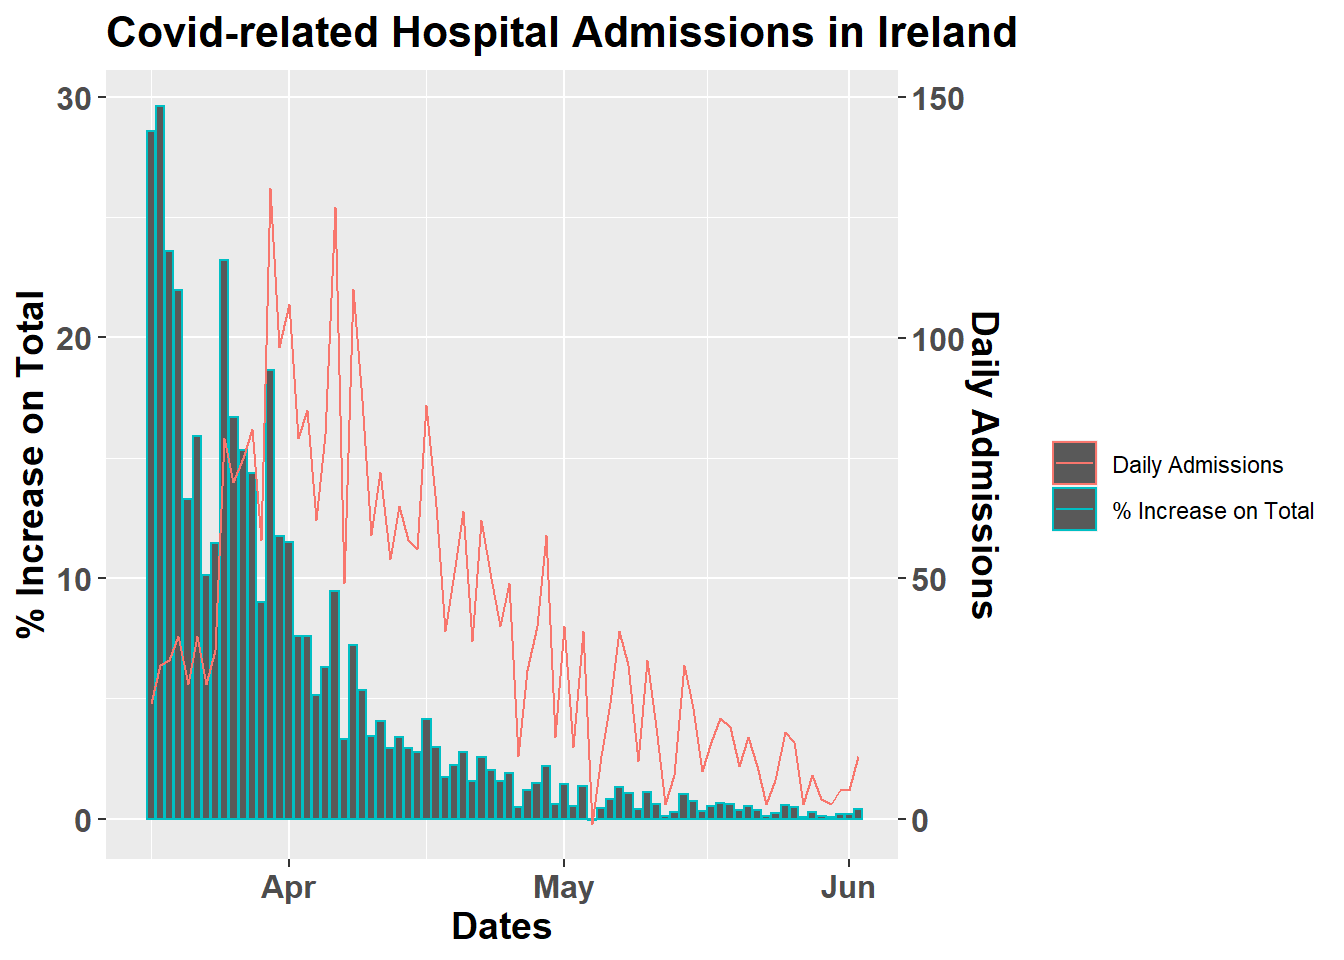 Covid-related Hospital Admissions in Ireland
% Increase on Total
30
20
10
0
150
100
50
0
Daily Admissions
Apr
May
Jun
Dates
Daily Admissions
% Increase on Total